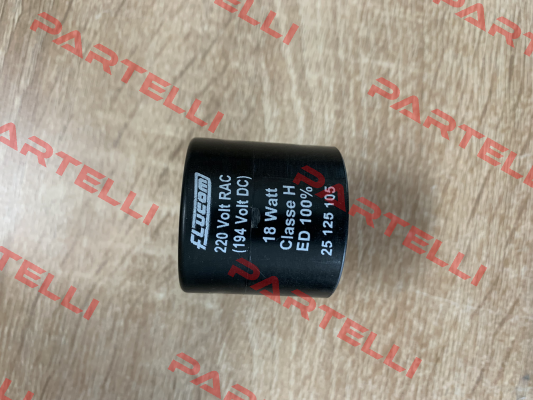 PARTELLI
PARTELLI
PARTELLI
PARTELLI
PARTELLI
PARTELLI
FLUCOM
220 Volt RAC
(194 Volt DC)
18 Watt
Classe H
ED 100%
25 125 105